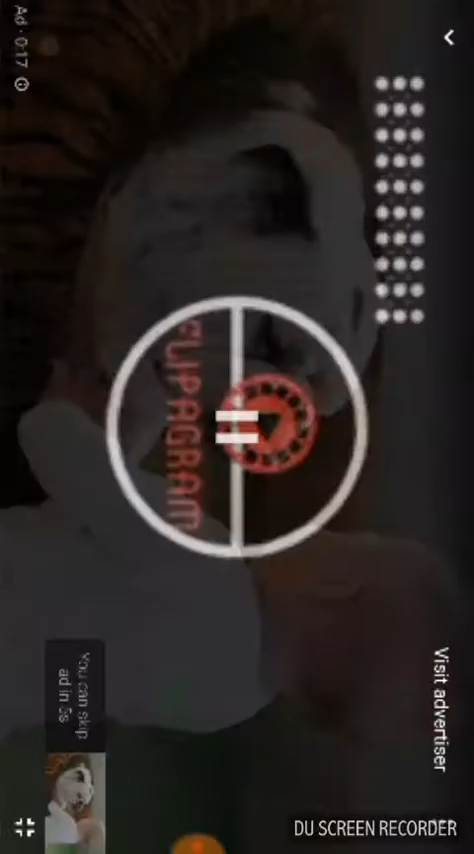 Ad · 0:17
Visit advertiser
FLIPAGRAM
You can skip
ad in 5s
DU SCREEN RECORDER